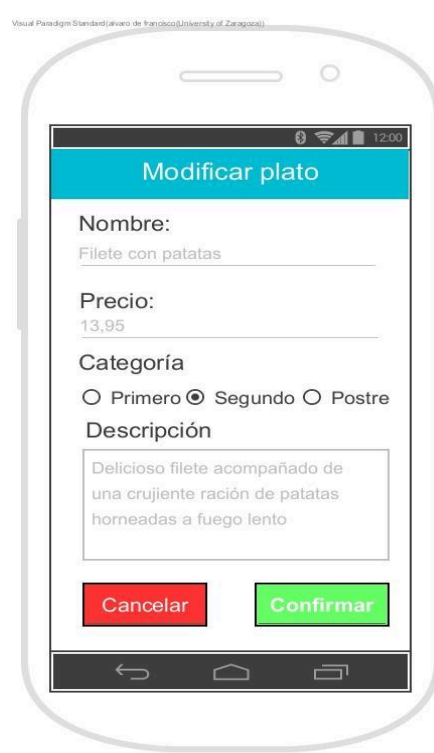 Visual Paradigm Standard(alvaro de francisco(University of Zaragoza))
12:00
Modificar plato
Nombre:
Filete con patatas
Precio:
13,95
Categoría
Primero Segundo Postre
Descripción
Delicioso filete acompañado de
una crujiente ración de patatas
horneadas a fuego lento
Cancelar Confirmar